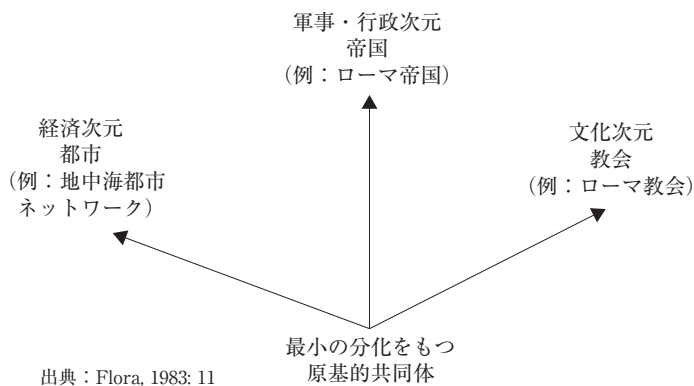 軍事・行政次元
帝国
（例：ローマ帝国）
経済次元
都市
（例：地中海都市
ネットワーク）
文化次元
教会
（例：ローマ教会）
最小の分化をもつ
原基的共同体
出典：Flora, 1983: 11